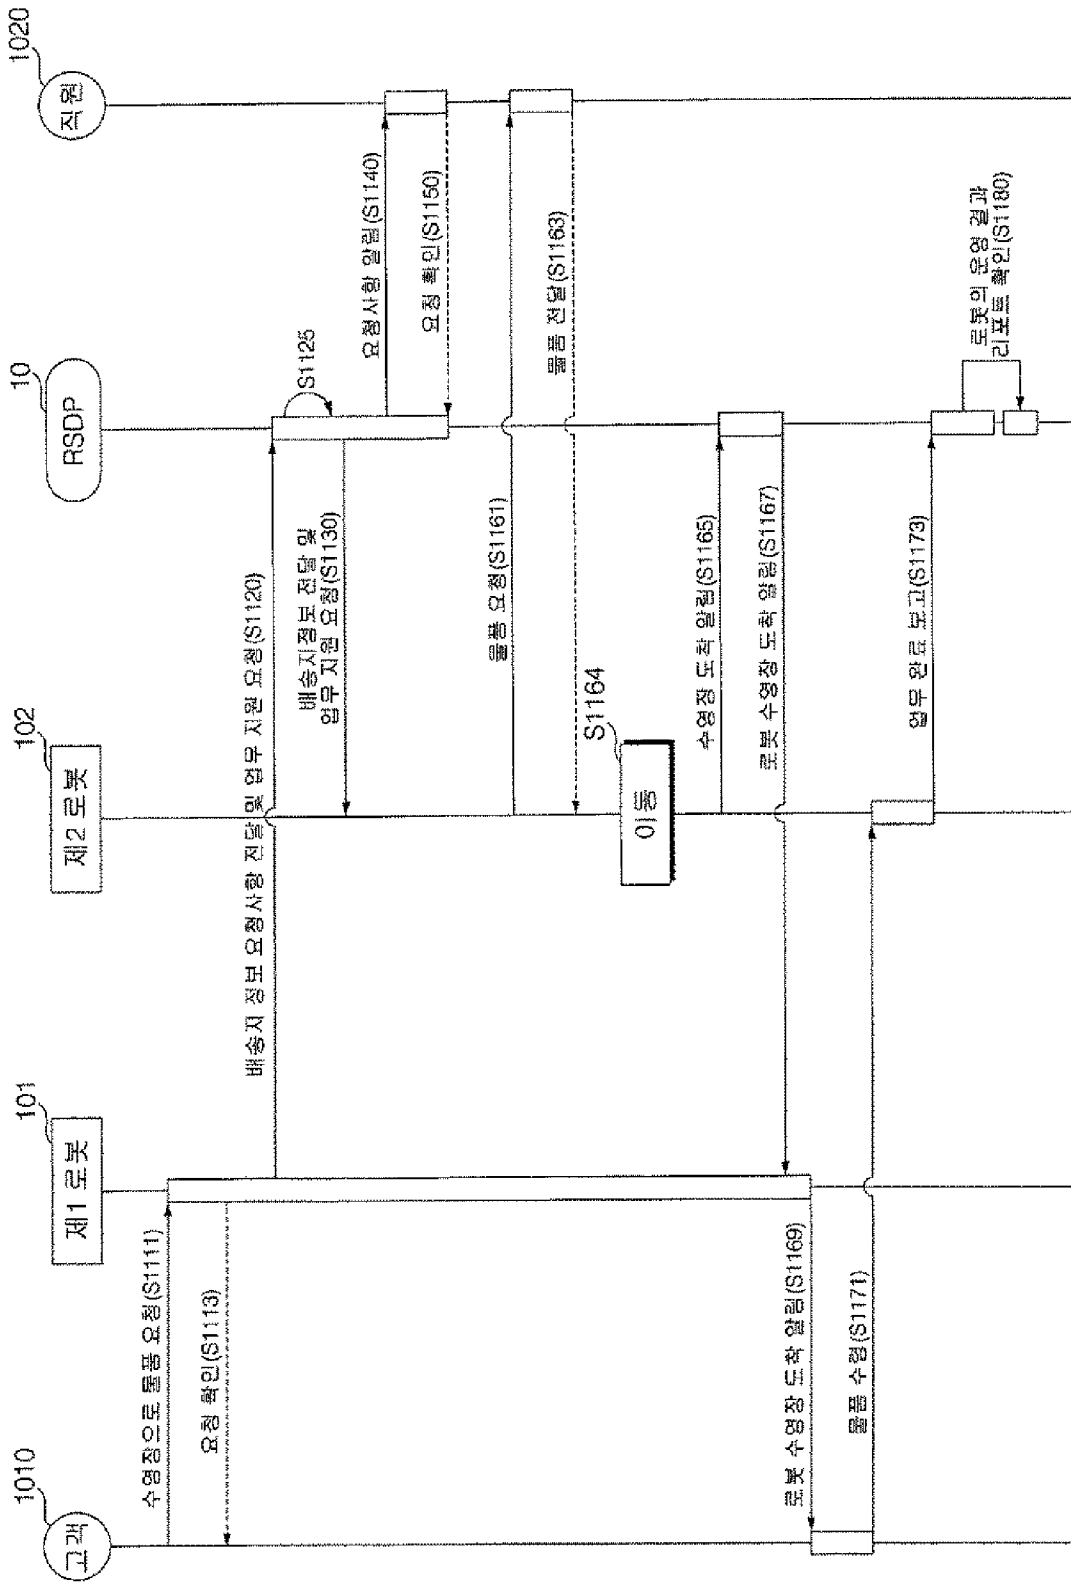 1010
고객
101
제1 로봇
102
제2 로봇
10
RSDP
1020
직원
수영장으로 물품 요청(S1111)
요청 확인(S1113)
배송지 정보 요청사항 전달 및 업무 지원 요청(S1120)
S1125
배송지정보 전달 및
업무 지원 요청(S1130)
요청사항 알림(S1140)
요청 확인(S1150)
물품 요청(S1161)
물품 전달(S1163)
S1164
이동
수영장 도착 알림(S1165)
로봇 수영장 도착 알림(S1167)
로봇 수영장 도착 알림(S1169)
물품 수령(S1171)
업무 완료 보고(S1173)
로봇의 운영 결과
리포트 확인(S1180)